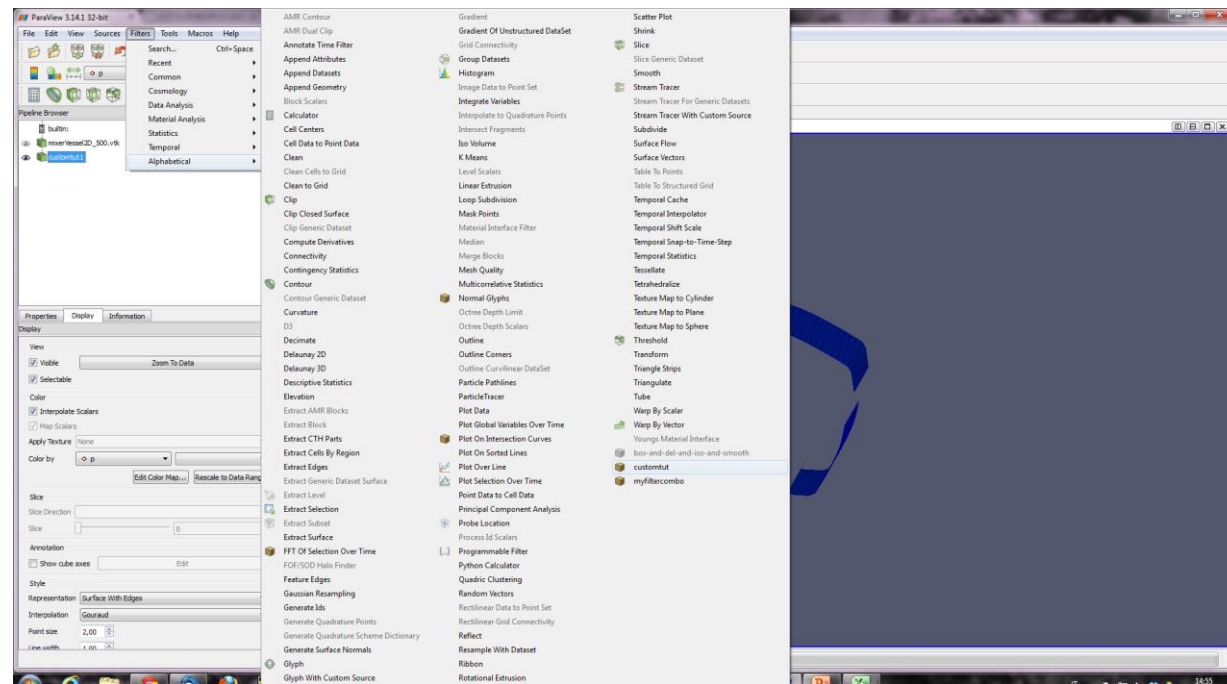 ParaView 3.14.1 32-bit
File Edit View Sources Filters Tools Macros Help
p
Pipeline Browser
builtin:
mixerVessel2D_500.vtk
customtut1
Search... Ctrl+Space
Recent
Common
Cosmology
Data Analysis
Material Analysis
Statistics
Temporal
Alphabetical
AMR Contour
AMR Dual Clip
Annotate Time Filter
Append Attributes
Append Datasets
Append Geometry
Block Scalars
Calculator
Cell Centers
Cell Data to Point Data
Clean
Clean Cells to Grid
Clean to Grid
Clip
Clip Closed Surface
Clip Generic Dataset
Compute Derivatives
Connectivity
Contingency Statistics
Contour
Contour Generic Dataset
Curvature
D3
Decimate
Delaunay 2D
Delaunay 3D
Descriptive Statistics
Elevation
Extract AMR Blocks
Extract Block
Extract CTH Parts
Extract Cells By Region
Extract Edges
Extract Generic Dataset Surface
Extract Level
Extract Selection
Extract Subset
Extract Surface
FFT Of Selection Over Time
FOF/SOD Halo Finder
Feature Edges
Gaussian Resampling
Generate Ids
Generate Quadrature Points
Generate Quadrature Scheme Dictionary
Generate Surface Normals
Glyph
Glyph With Custom Source
Gradient
Gradient Of Unstructured DataSet
Grid Connectivity
Group Datasets
Histogram
Image Data to Point Set
Integrate Variables
Interpolate to Quadrature Points
Intersect Fragments
Iso Volume
K Means
Level Scalars
Linear Extrusion
Loop Subdivision
Mask Points
Material Interface Filter
Median
Merge Blocks
Mesh Quality
Multicorrelative Statistics
Normal Glyphs
Octree Depth Limit
Octree Depth Scalars
Outline
Outline Corners
Outline Curvilinear DataSet
Particle Pathlines
ParticleTracer
Plot Data
Plot Global Variables Over Time
Plot On Intersection Curves
Plot On Sorted Lines
Plot Over Line
Plot Selection Over Time
Point Data to Cell Data
Principal Component Analysis
Probe Location
Process Id Scalars
Programmable Filter
Python Calculator
Quadric Clustering
Random Vectors
Rectilinear Data to Point Set
Rectilinear Grid Connectivity
Reflect
Resample With Dataset
Ribbon
Rotational Extrusion
Scatter Plot
Shrink
Slice
Slice Generic Dataset
Smooth
Stream Tracer
Stream Tracer For Generic Datasets
Stream Tracer With Custom Source
Subdivide
Surface Flow
Surface Vectors
Table To Points
Table To Structured Grid
Temporal Cache
Temporal Interpolator
Temporal Shift Scale
Temporal Snap-to-Time-Step
Temporal Statistics
Tessellate
Tetrahedralize
Texture Map to Cylinder
Texture Map to Plane
Texture Map to Sphere
Threshold
Transform
Triangle Strips
Triangulate
Tube
Warp By Scalar
Warp By Vector
Youngs Material Interface
box-and-del-and-iso-and-smooth
customtut
myfiltercombo
Properties Display Information
Display
View
Visible Zoom To Data
Selectable
Color
Interpolate Scalars
Map Scalars
Apply Texture None
Color by p
Edit Color Map... Rescale to Data Rang
Slice
Slice Direction
Slice 0
Annotation
Show cube axes Edit
Style
Representation Surface With Edges
Interpolation Gouraud
Point size 2,00
Line width 1,00
14:55